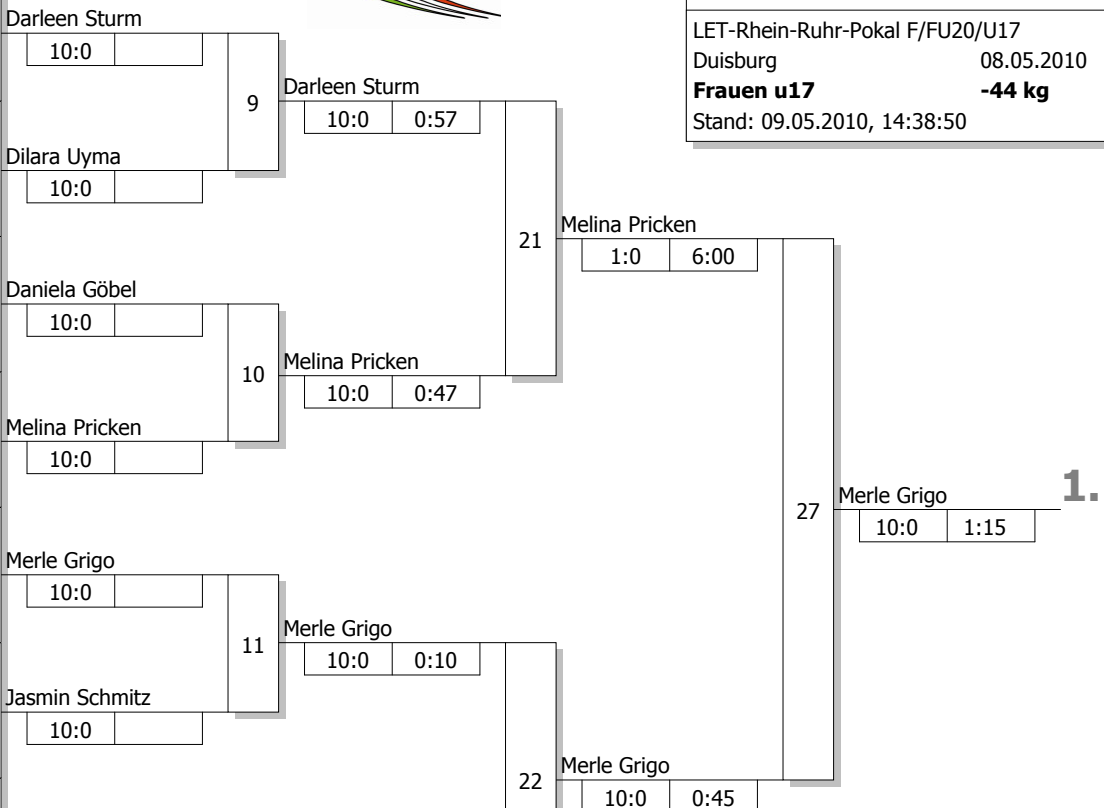 LET-Rhein-Ruhr-Pokal F/FU20/U17
Duisburg 08.05.2010
Frauen u17 -44 kg
Stand: 09.05.2010, 14:38:50
Darleen Sturm
10:0
9
Dilara Uyma
10:0
Darleen Sturm
10:0 0:57
Daniela Göbel
10:0
10
Melina Pricken
10:0
Melina Pricken
10:0 0:47
21
Melina Pricken
1:0 6:00
Merle Grigo
10:0
11
Jasmin Schmitz
10:0
Merle Grigo
10:0 0:10
22
Merle Grigo
10:0 0:45
27
Merle Grigo
10:0 1:15
1.